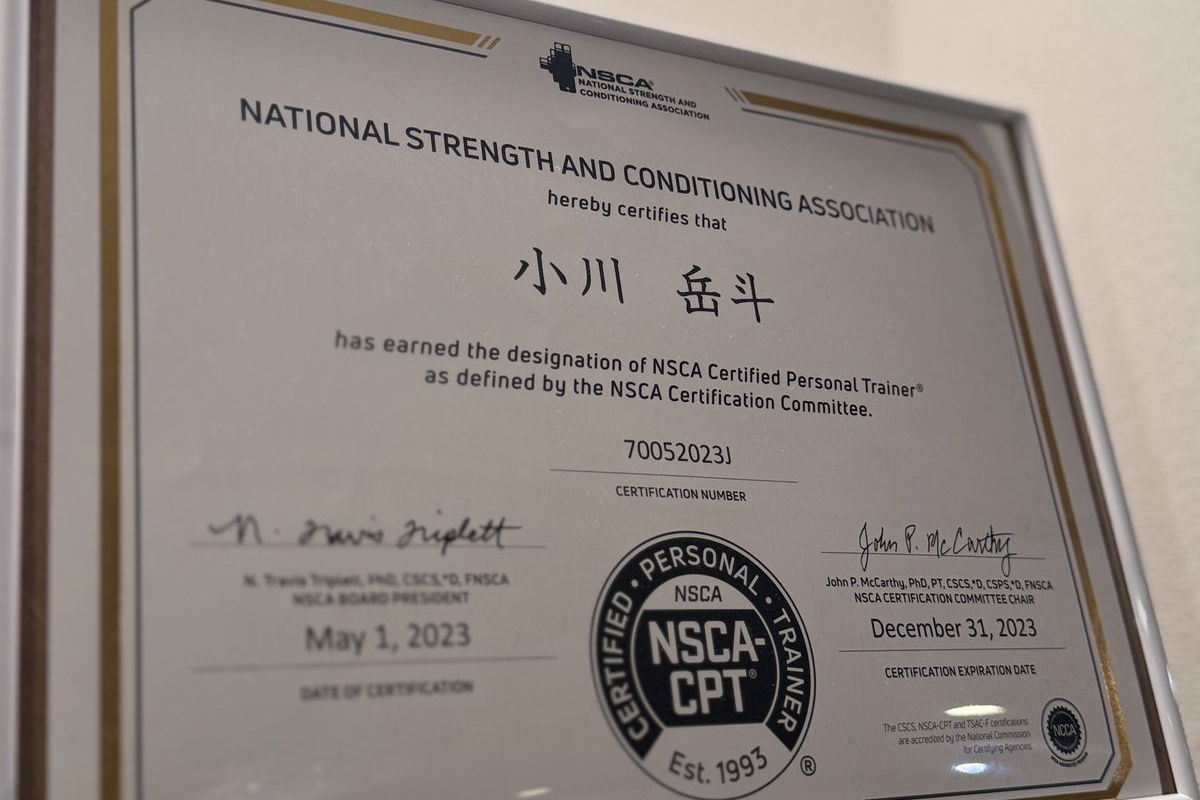 NSCA®
NATIONAL STRENGTH AND
CONDITIONING ASSOCIATION
NATIONAL STRENGTH AND CONDITIONING ASSOCIATION
hereby certifies that
小川 岳斗
has earned the designation of NSCA Certified Personal Trainer®
as defined by the NSCA Certification Committee.
70052023J
CERTIFICATION NUMBER
N. Travis Triplett
N. Travis Triplett, PhD, CSCS,*D, FNSCA
NSCA BOARD PRESIDENT
May 1, 2023
DATE OF CERTIFICATION
CERTIFIED • PERSONAL • TRAINER
NSCA
NSCA-
CPT®
Est. 1993
®
John P. McCarthy
John P. McCarthy, PhD, PT, CSCS,*D, CSPS,*D, FNSCA
NSCA CERTIFICATION COMMITTEE CHAIR
December 31, 2023
CERTIFICATION EXPIRATION DATE
The CSCS, NSCA-CPT and TSAC-F certifications
are accredited by the National Commission
for Certifying Agencies.
NCCA